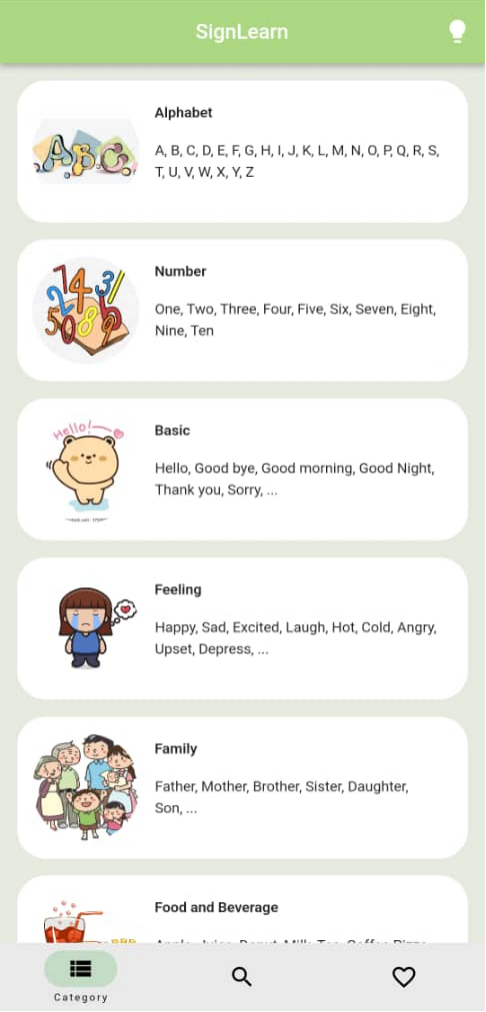 SignLearn
Alphabet
A, B, C, D, E, F, G, H, I, J, K, L, M, N, O, P, Q, R, S,
T, U, V, W, X, Y, Z
ABC
Number
One, Two, Three, Four, Five, Six, Seven, Eight,
Nine, Ten
Hello!
Basic
Hello, Good bye, Good morning, Good Night,
Thank you, Sorry, ...
Feeling
Happy, Sad, Excited, Laugh, Hot, Cold, Angry,
Upset, Depress, ...
Family
Father, Mother, Brother, Sister, Daughter,
Son, ...
Food and Beverage
Category